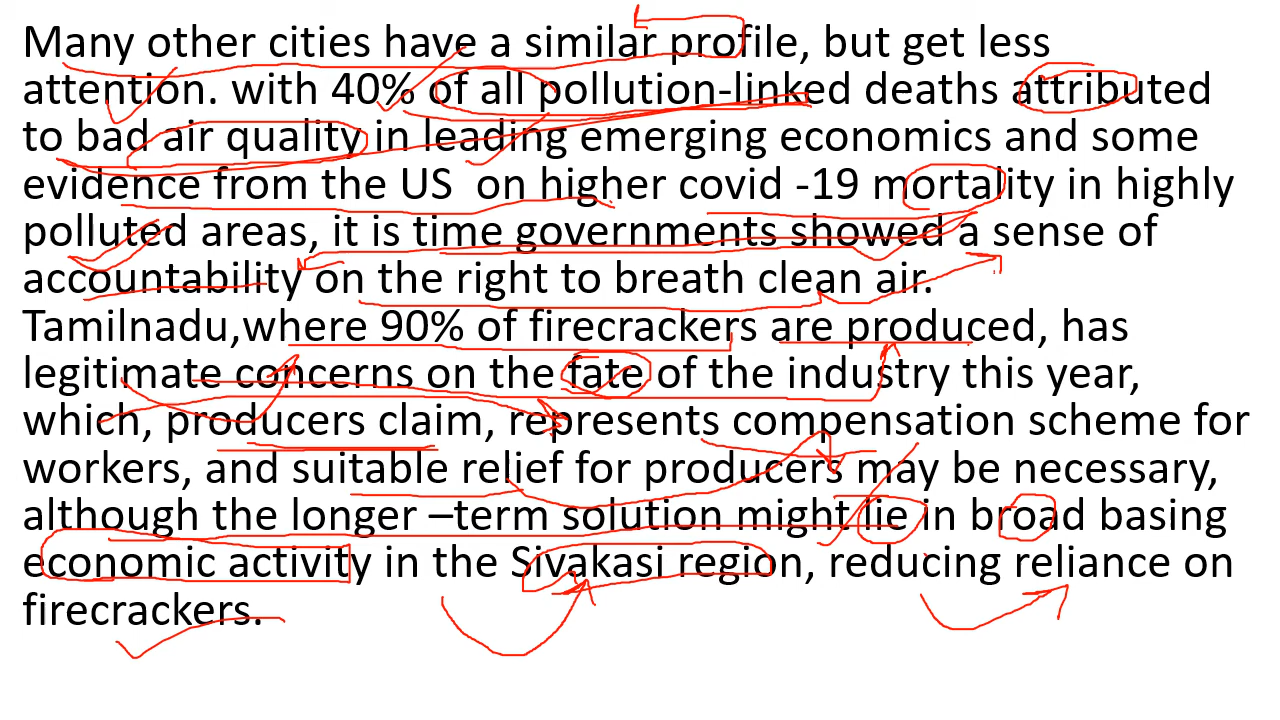 Many other cities have a similar profile, but get less
attention. with 40% of all pollution-linked deaths attributed
to bad air quality in leading emerging economics and some
evidence from the US on higher covid -19 mortality in highly
polluted areas, it is time governments showed a sense of
accountability on the right to breath clean air.
Tamilnadu,where 90% of firecrackers are produced, has
legitimate concerns on the fate of the industry this year,
which, producers claim, represents compensation scheme for
workers, and suitable relief for producers may be necessary,
although the longer –term solution might lie in broad basing
economic activity in the Sivakasi region, reducing reliance on
firecrackers.